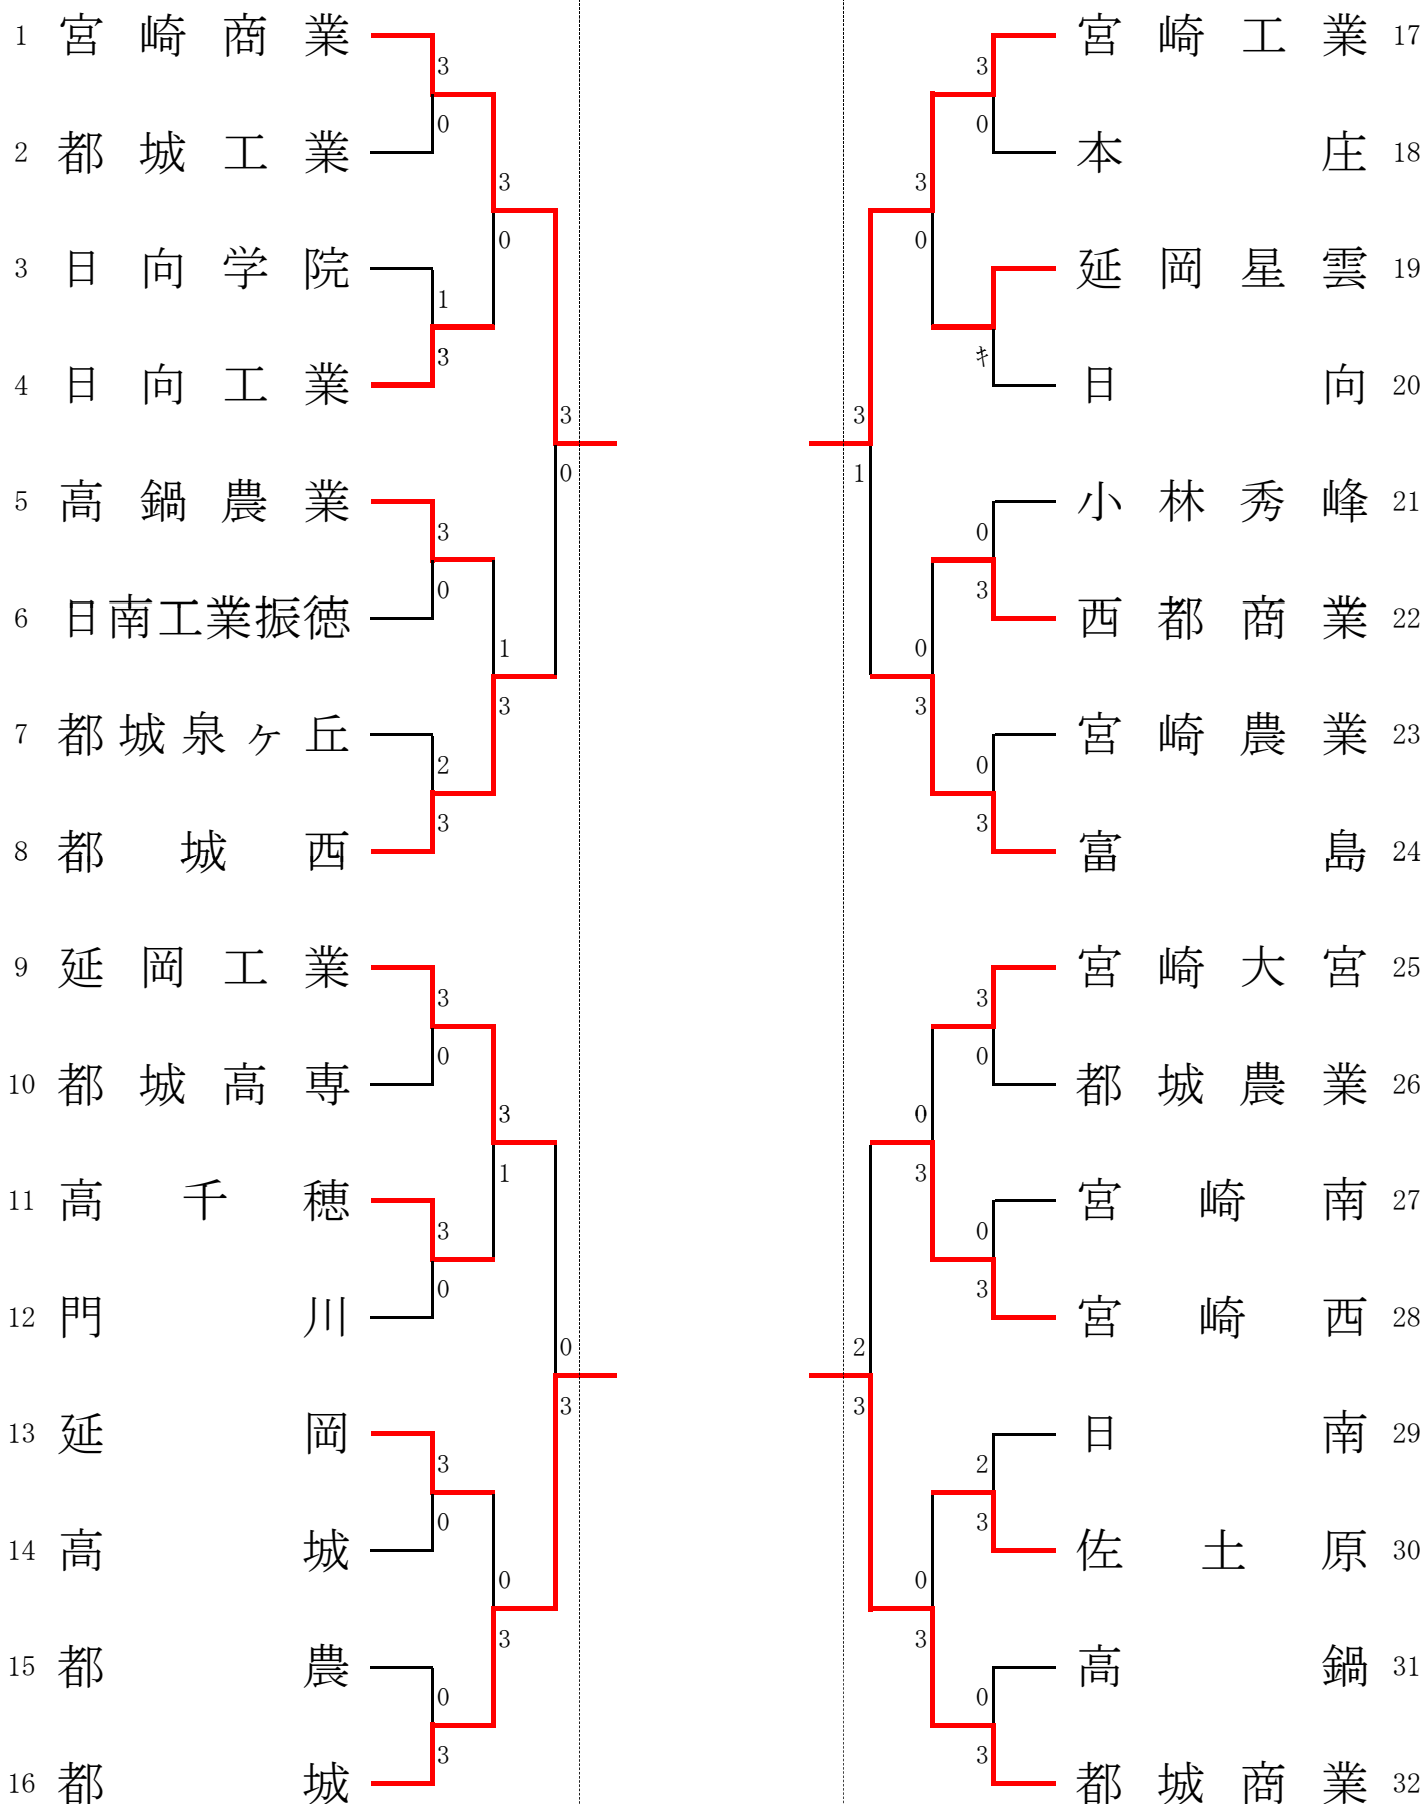 1 宮崎商業
3
0
2 都城工業
3
0
3 日向学院
1
3
4 日向工業
3
0
5 高鍋農業
3
0
6 日南工業振徳
1
3
7 都城泉ヶ丘
2
3
8 都城西
9 延岡工業
3
0
10 都城高専
3
1
11 高千穂
3
0
12 門川
0
3
13 延岡
3
0
14 高城
0
3
15 都農
0
3
16 都城
宮崎工業 17
3
0
本庄 18
3
0
延岡星雲 19
キ
日向 20
3
1
小林秀峰 21
0
3
西都商業 22
0
3
宮崎農業 23
0
3
富島 24
宮崎大宮 25
3
0
都城農業 26
0
3
宮崎南 27
0
3
宮崎西 28
2
3
日南 29
2
3
佐土原 30
0
3
高鍋 31
0
3
都城商業 32